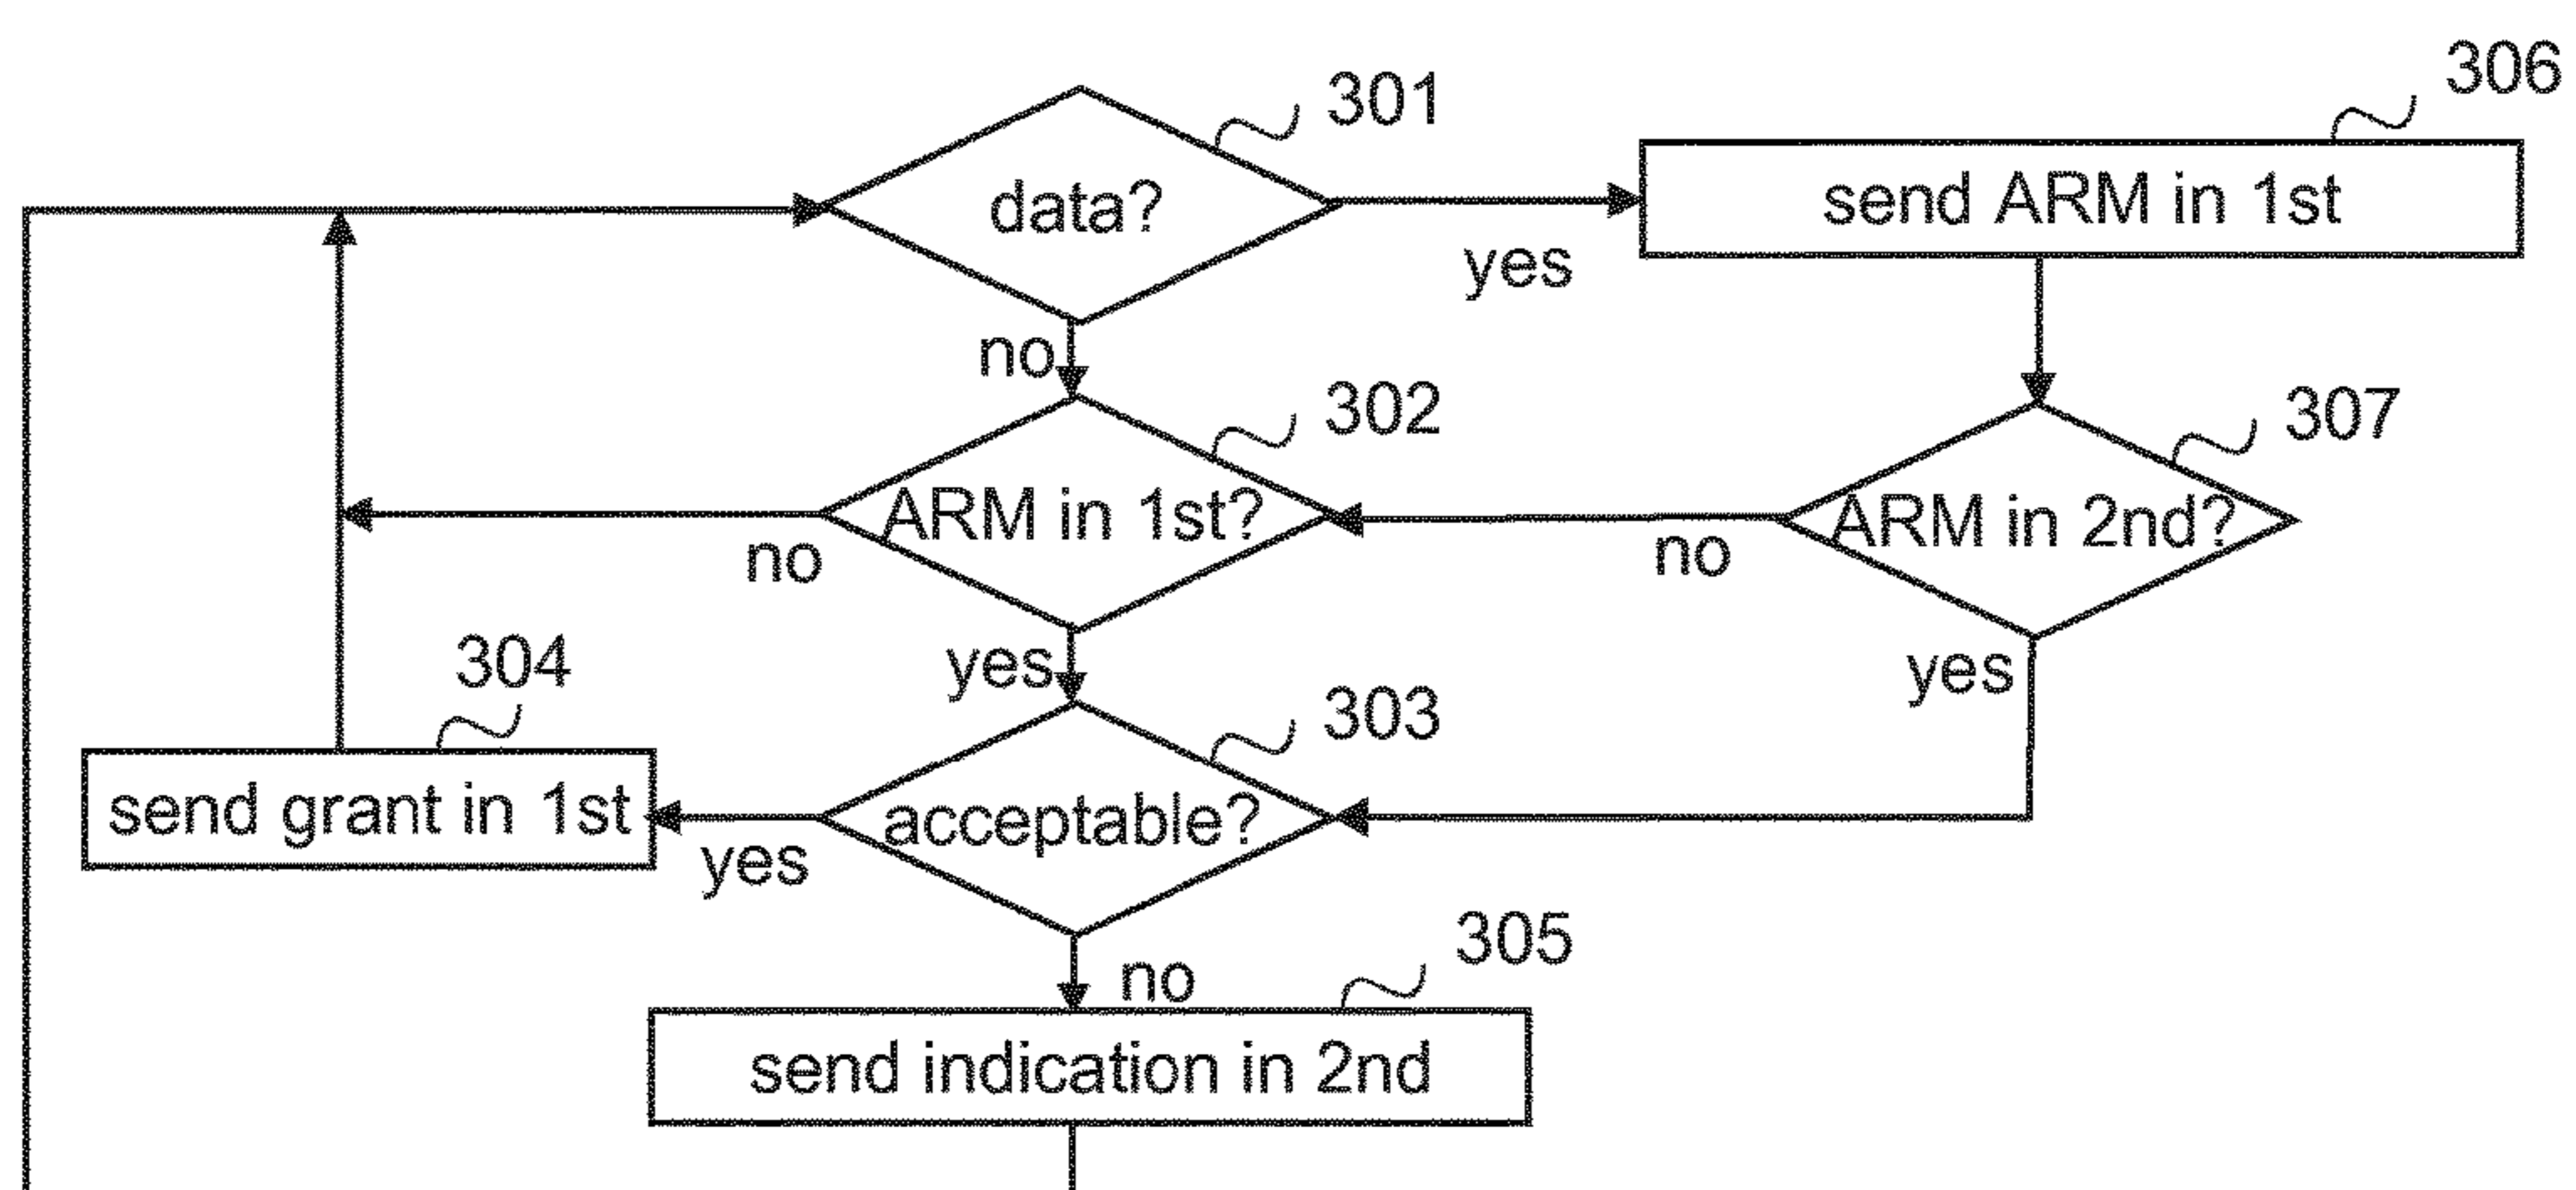 306
301
data?
send ARM in 1st
yes
no
302
307
ARM in 1st?
ARM in 2nd?
no
no
304
yes
yes
303
send grant in 1st
acceptable?
yes
305
no
send indication in 2nd